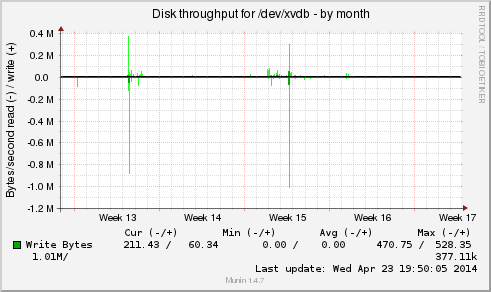 Disk throughput for /dev/xvdb - by month
RRDTOOL / TOBI OETIKER
Bytes/second read (-) / write (+)
0.4 M
0.2 M
0.0
-0.2 M
-0.4 M
-0.6 M
-0.8 M
-1.0 M
-1.2 M
Week 13 Week 14 Week 15 Week 16 Week 17
Cur (-/+) Min (-/+) Avg (-/+) Max (-/+)
Write Bytes 211.43 / 60.34 0.00 / 0.00 470.75 / 528.35
1.01M/ 377.11k
Last update: Wed Apr 23 19:50:05 2014
Munin 1.4.7